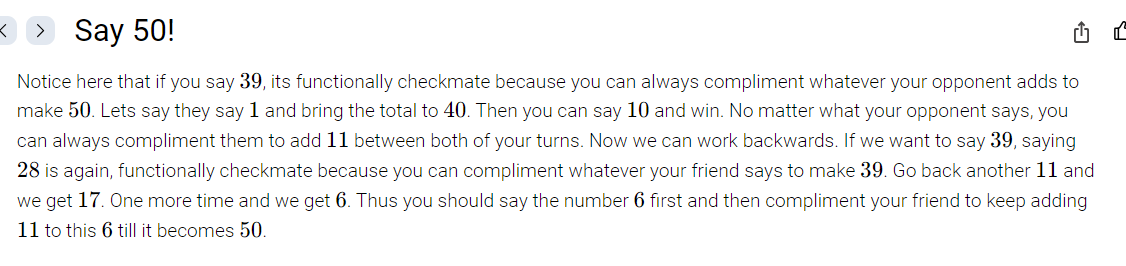 Say 50!
Notice here that if you say 39, its functionally checkmate because you can always compliment whatever your opponent adds to
make 50. Lets say they say 1 and bring the total to 40. Then you can say 10 and win. No matter what your opponent says, you
can always compliment them to add 11 between both of your turns. Now we can work backwards. If we want to say 39, saying
28 is again, functionally checkmate because you can compliment whatever your friend says to make 39. Go back another 11 and
we get 17. One more time and we get 6. Thus you should say the number 6 first and then compliment your friend to keep adding
11 to this 6 till it becomes 50.